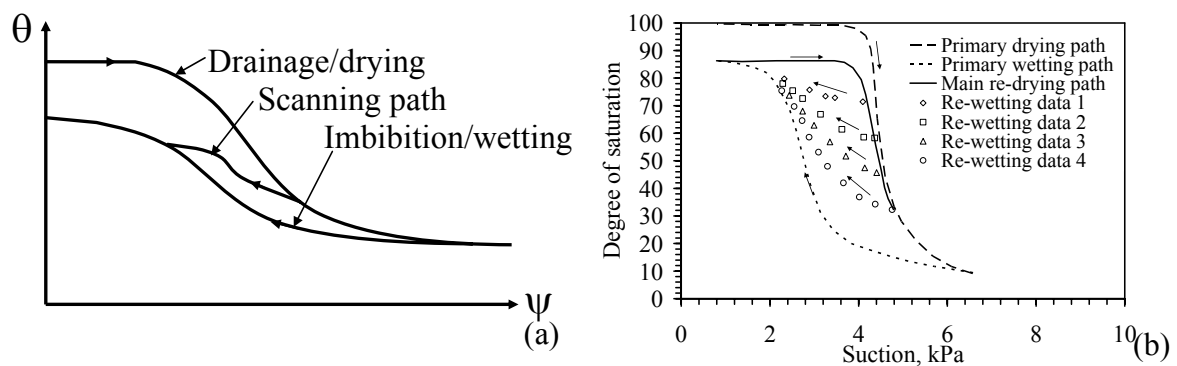 θ
Drainage/drying
Scanning path
Imbibition/wetting
ψ
(a)
Degree of saturation
100
90
80
70
60
50
40
30
20
10
0
Primary drying path
Primary wetting path
Main re-drying path
Re-wetting data 1
Re-wetting data 2
Re-wetting data 3
Re-wetting data 4
0 2 4 6 8 10
Suction, kPa
(b)